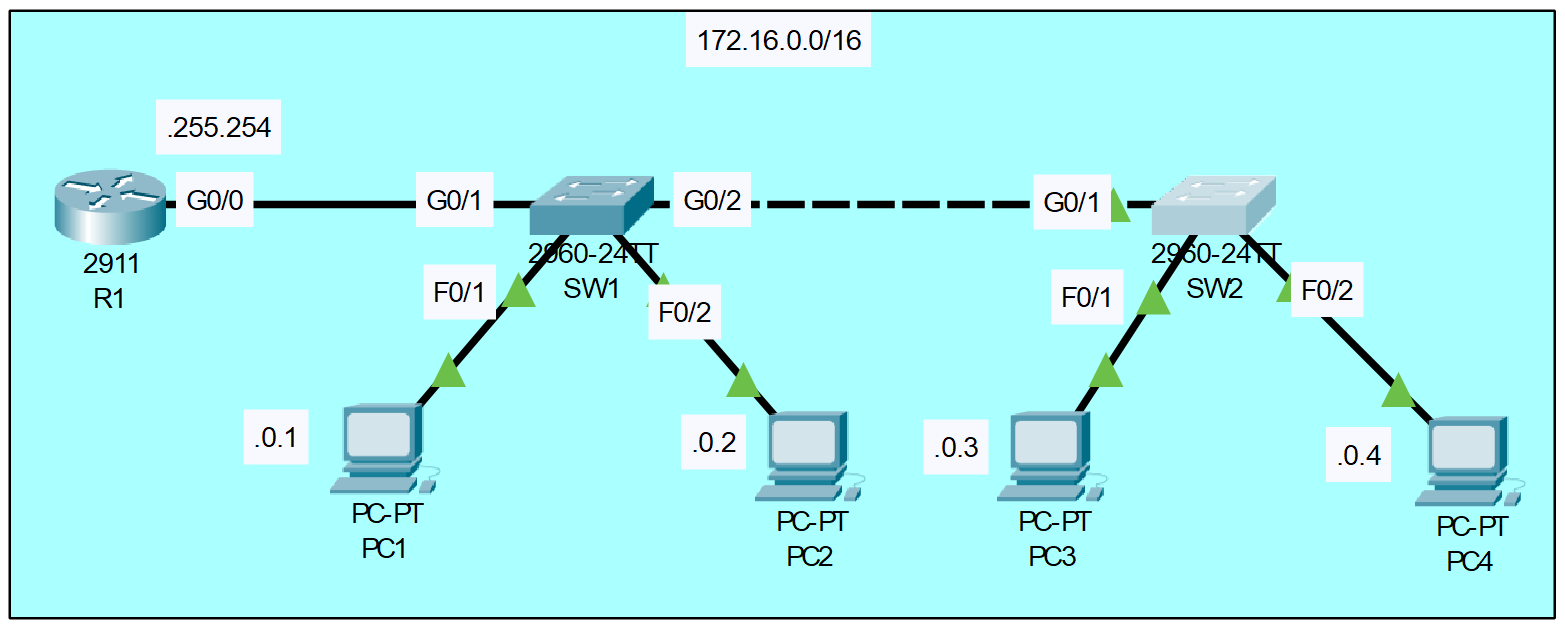 172.16.0.0/16
.255.254
G0/0
G0/1
G0/2
G0/1
2911
R1
2960-24TT
SW1
2960-24TT
SW2
F0/1
F0/2
F0/1
F0/2
.0.1
.0.2
.0.3
.0.4
PC-PT
PC1
PC-PT
PC2
PC-PT
PC3
PC-PT
PC4